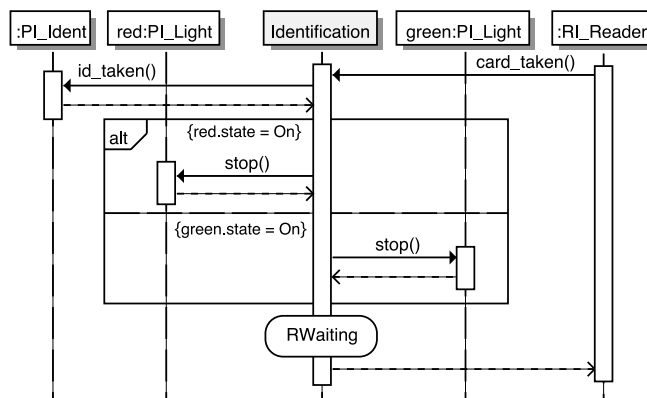 :PI_Ident
red:PI_Light
Identification
green:PI_Light
:RI_Reader
card_taken()
id_taken()
alt
{red.state = On}
stop()
{green.state = On}
stop()
RWaiting